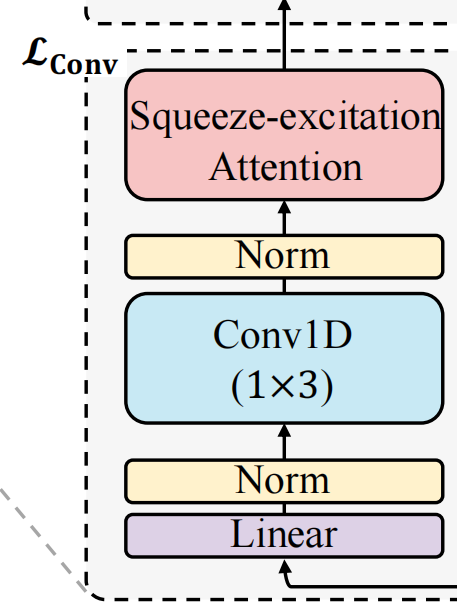 𝓛Conv
Squeeze-excitation
Attention
Norm
Conv1D
(1×3)
Norm
Linear